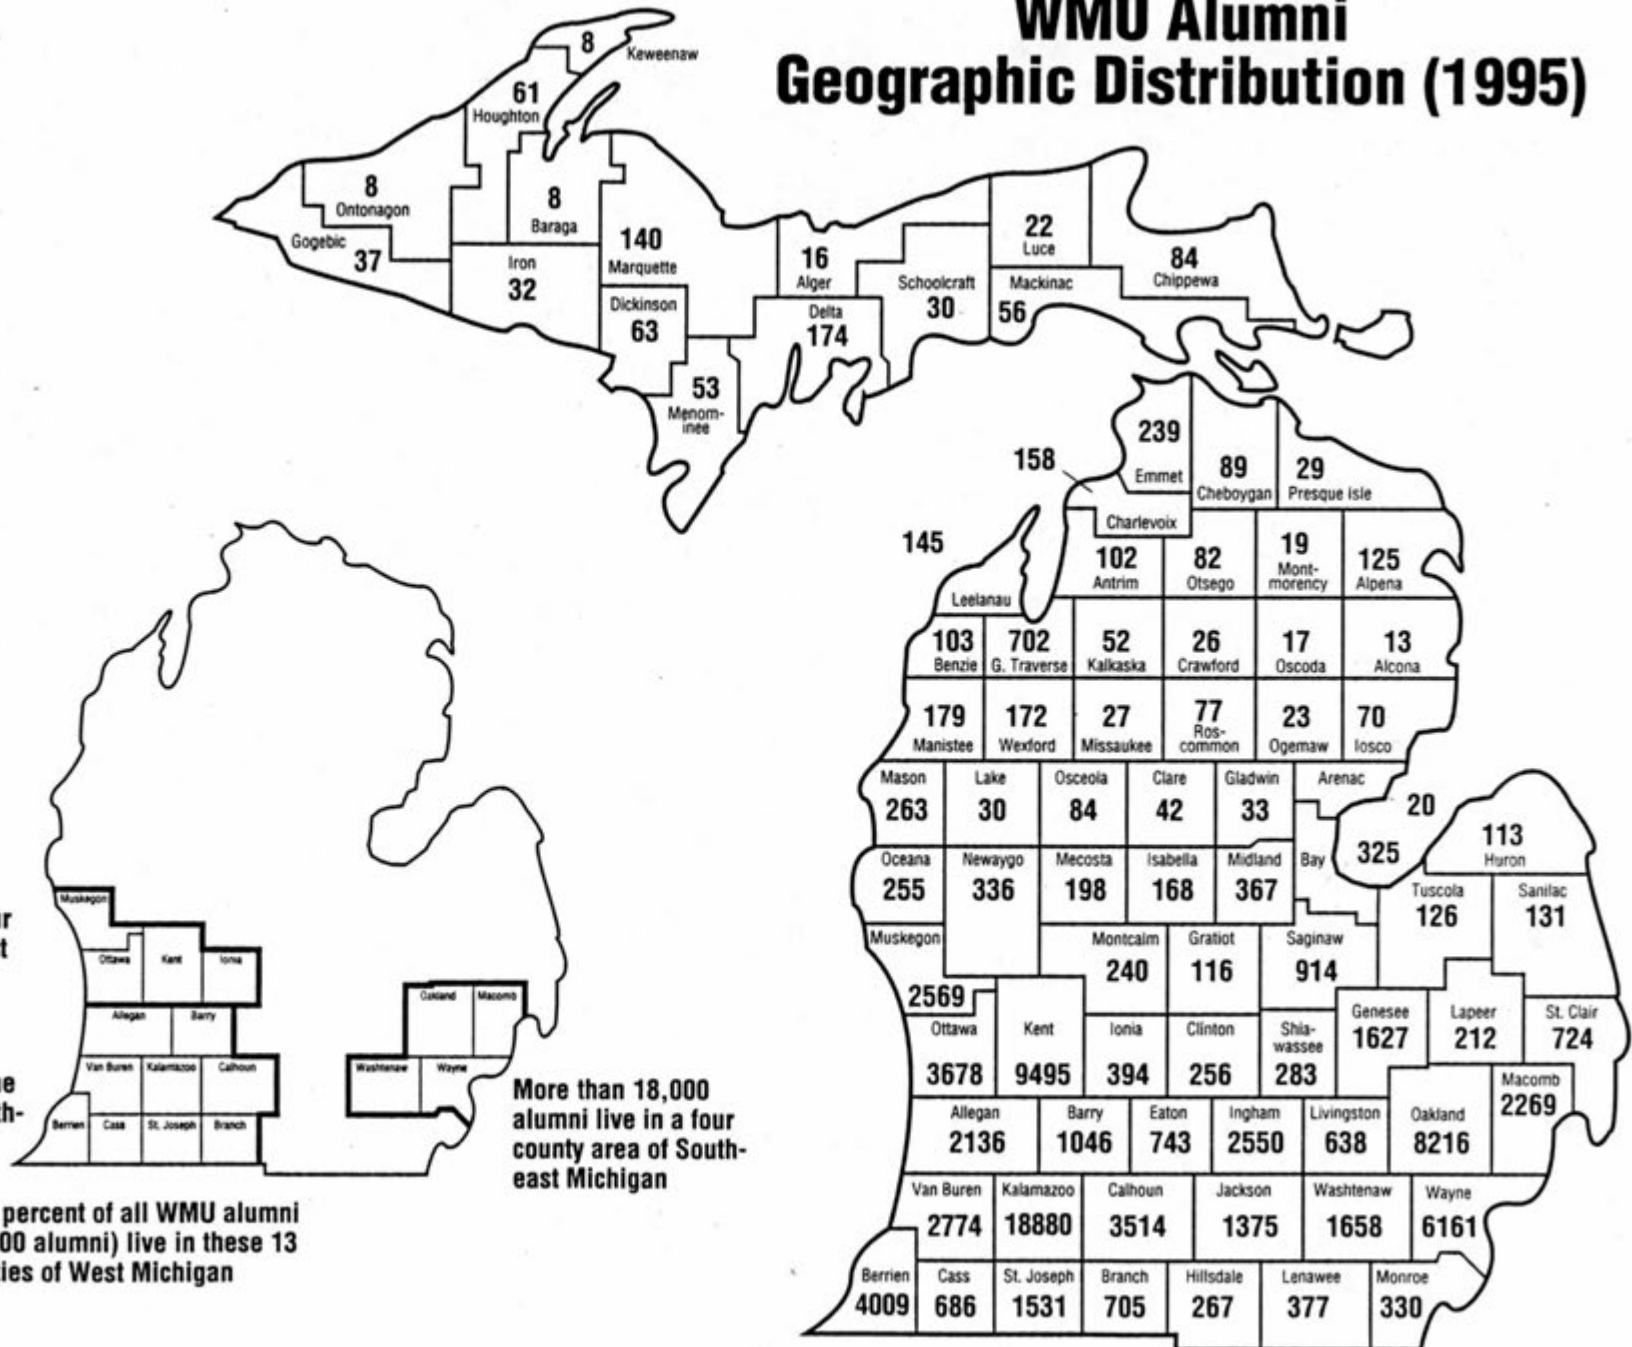 WMU Alumni
Geographic Distribution (1995)
8
Keweenaw
61
Houghton
8
Ontonagon
8
Baraga
Gogebic
37
Iron
32
140
Marquette
Dickinson
63
53
Menom-
inee
16
Alger
Delta
174
Schoolcraft
30
22
Luce
Mackinac
56
84
Chippewa
239
Emmet
158
Charlevoix
89
Cheboygan
29
Presque Isle
145
Leelanau
102
Antrim
82
Otsego
19
Mont-
morency
125
Alpena
103
Benzie
702
G. Traverse
52
Kalkaska
26
Crawford
17
Oscoda
13
Alcona
179
Manistee
172
Wexford
27
Missaukee
77
Ros-
common
23
Ogemaw
70
Iosco
Mason
263
Lake
30
Osceola
84
Clare
42
Gladwin
33
Arenac
20
Oceana
255
Newaygo
336
Mecosta
198
Isabella
168
Midland
367
Bay
325
113
Huron
Tuscola
126
Sanilac
131
Muskegon
2569
Montcalm
240
Gratiot
116
Saginaw
914
Ottawa
3678
Kent
9495
Ionia
394
Clinton
256
Shia-
wassee
283
Genesee
1627
Lapeer
212
St. Clair
724
Allegan
2136
Barry
1046
Eaton
743
Ingham
2550
Livingston
638
Oakland
8216
Macomb
2269
Van Buren
2774
Kalamazoo
18880
Calhoun
3514
Jackson
1375
Washtenaw
1658
Wayne
6161
Berrien
4009
Cass
686
St. Joseph
1531
Branch
705
Hillsdale
267
Lenawee
377
Monroe
330
Muskegon
Ottawa
Kent
Ionia
Allegan
Barry
Van Buren
Kalamazoo
Calhoun
Berrien
Cass
St. Joseph
Branch
Oakland
Macomb
Washtenaw
Wayne
More than 18,000
alumni live in a four
county area of South-
east Michigan
percent of all WMU alumni
00 alumni) live in these 13
ies of West Michigan